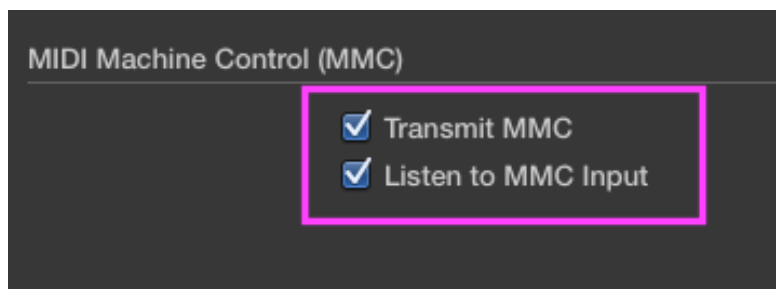 MIDI Machine Control (MMC)
Transmit MMC
Listen to MMC Input